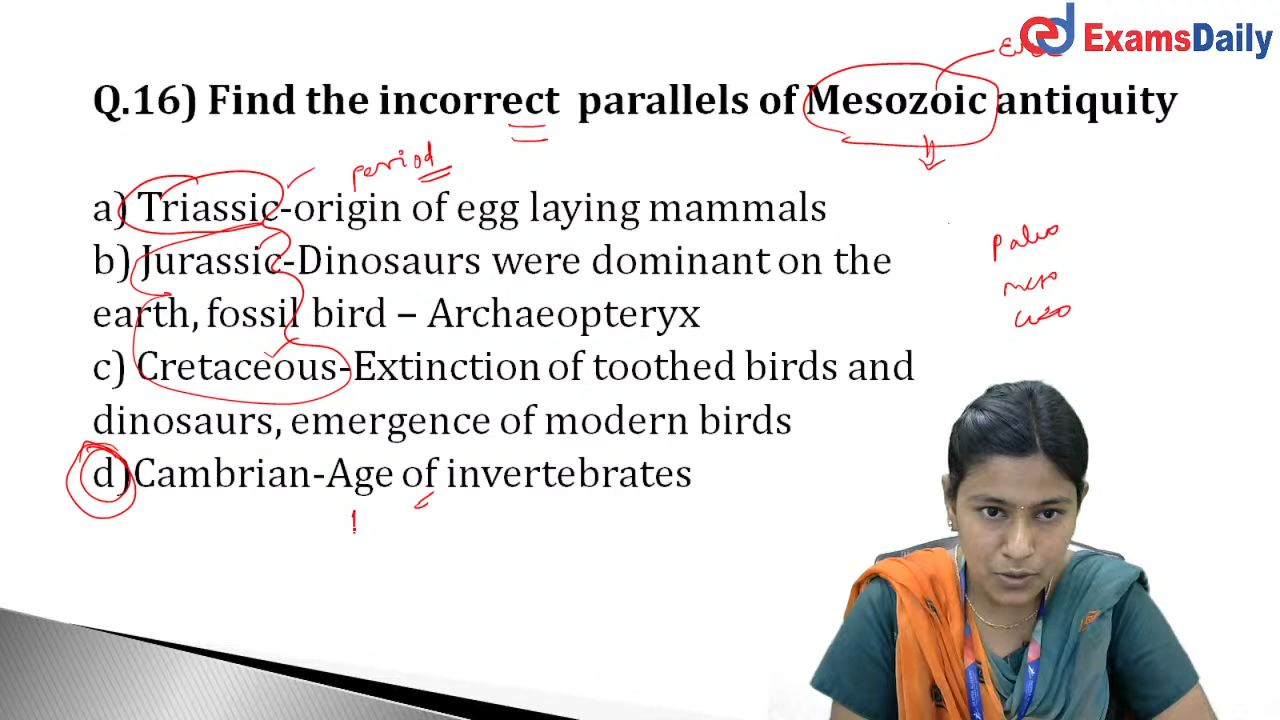 ExamsDaily
Q.16) Find the incorrect parallels of Mesozoic antiquity
period
a) Triassic-origin of egg laying mammals
b) Jurassic-Dinosaurs were dominant on the
earth, fossil bird – Archaeopteryx
c) Cretaceous-Extinction of toothed birds and
dinosaurs, emergence of modern birds
d)Cambrian-Age of invertebrates
paleo
meso